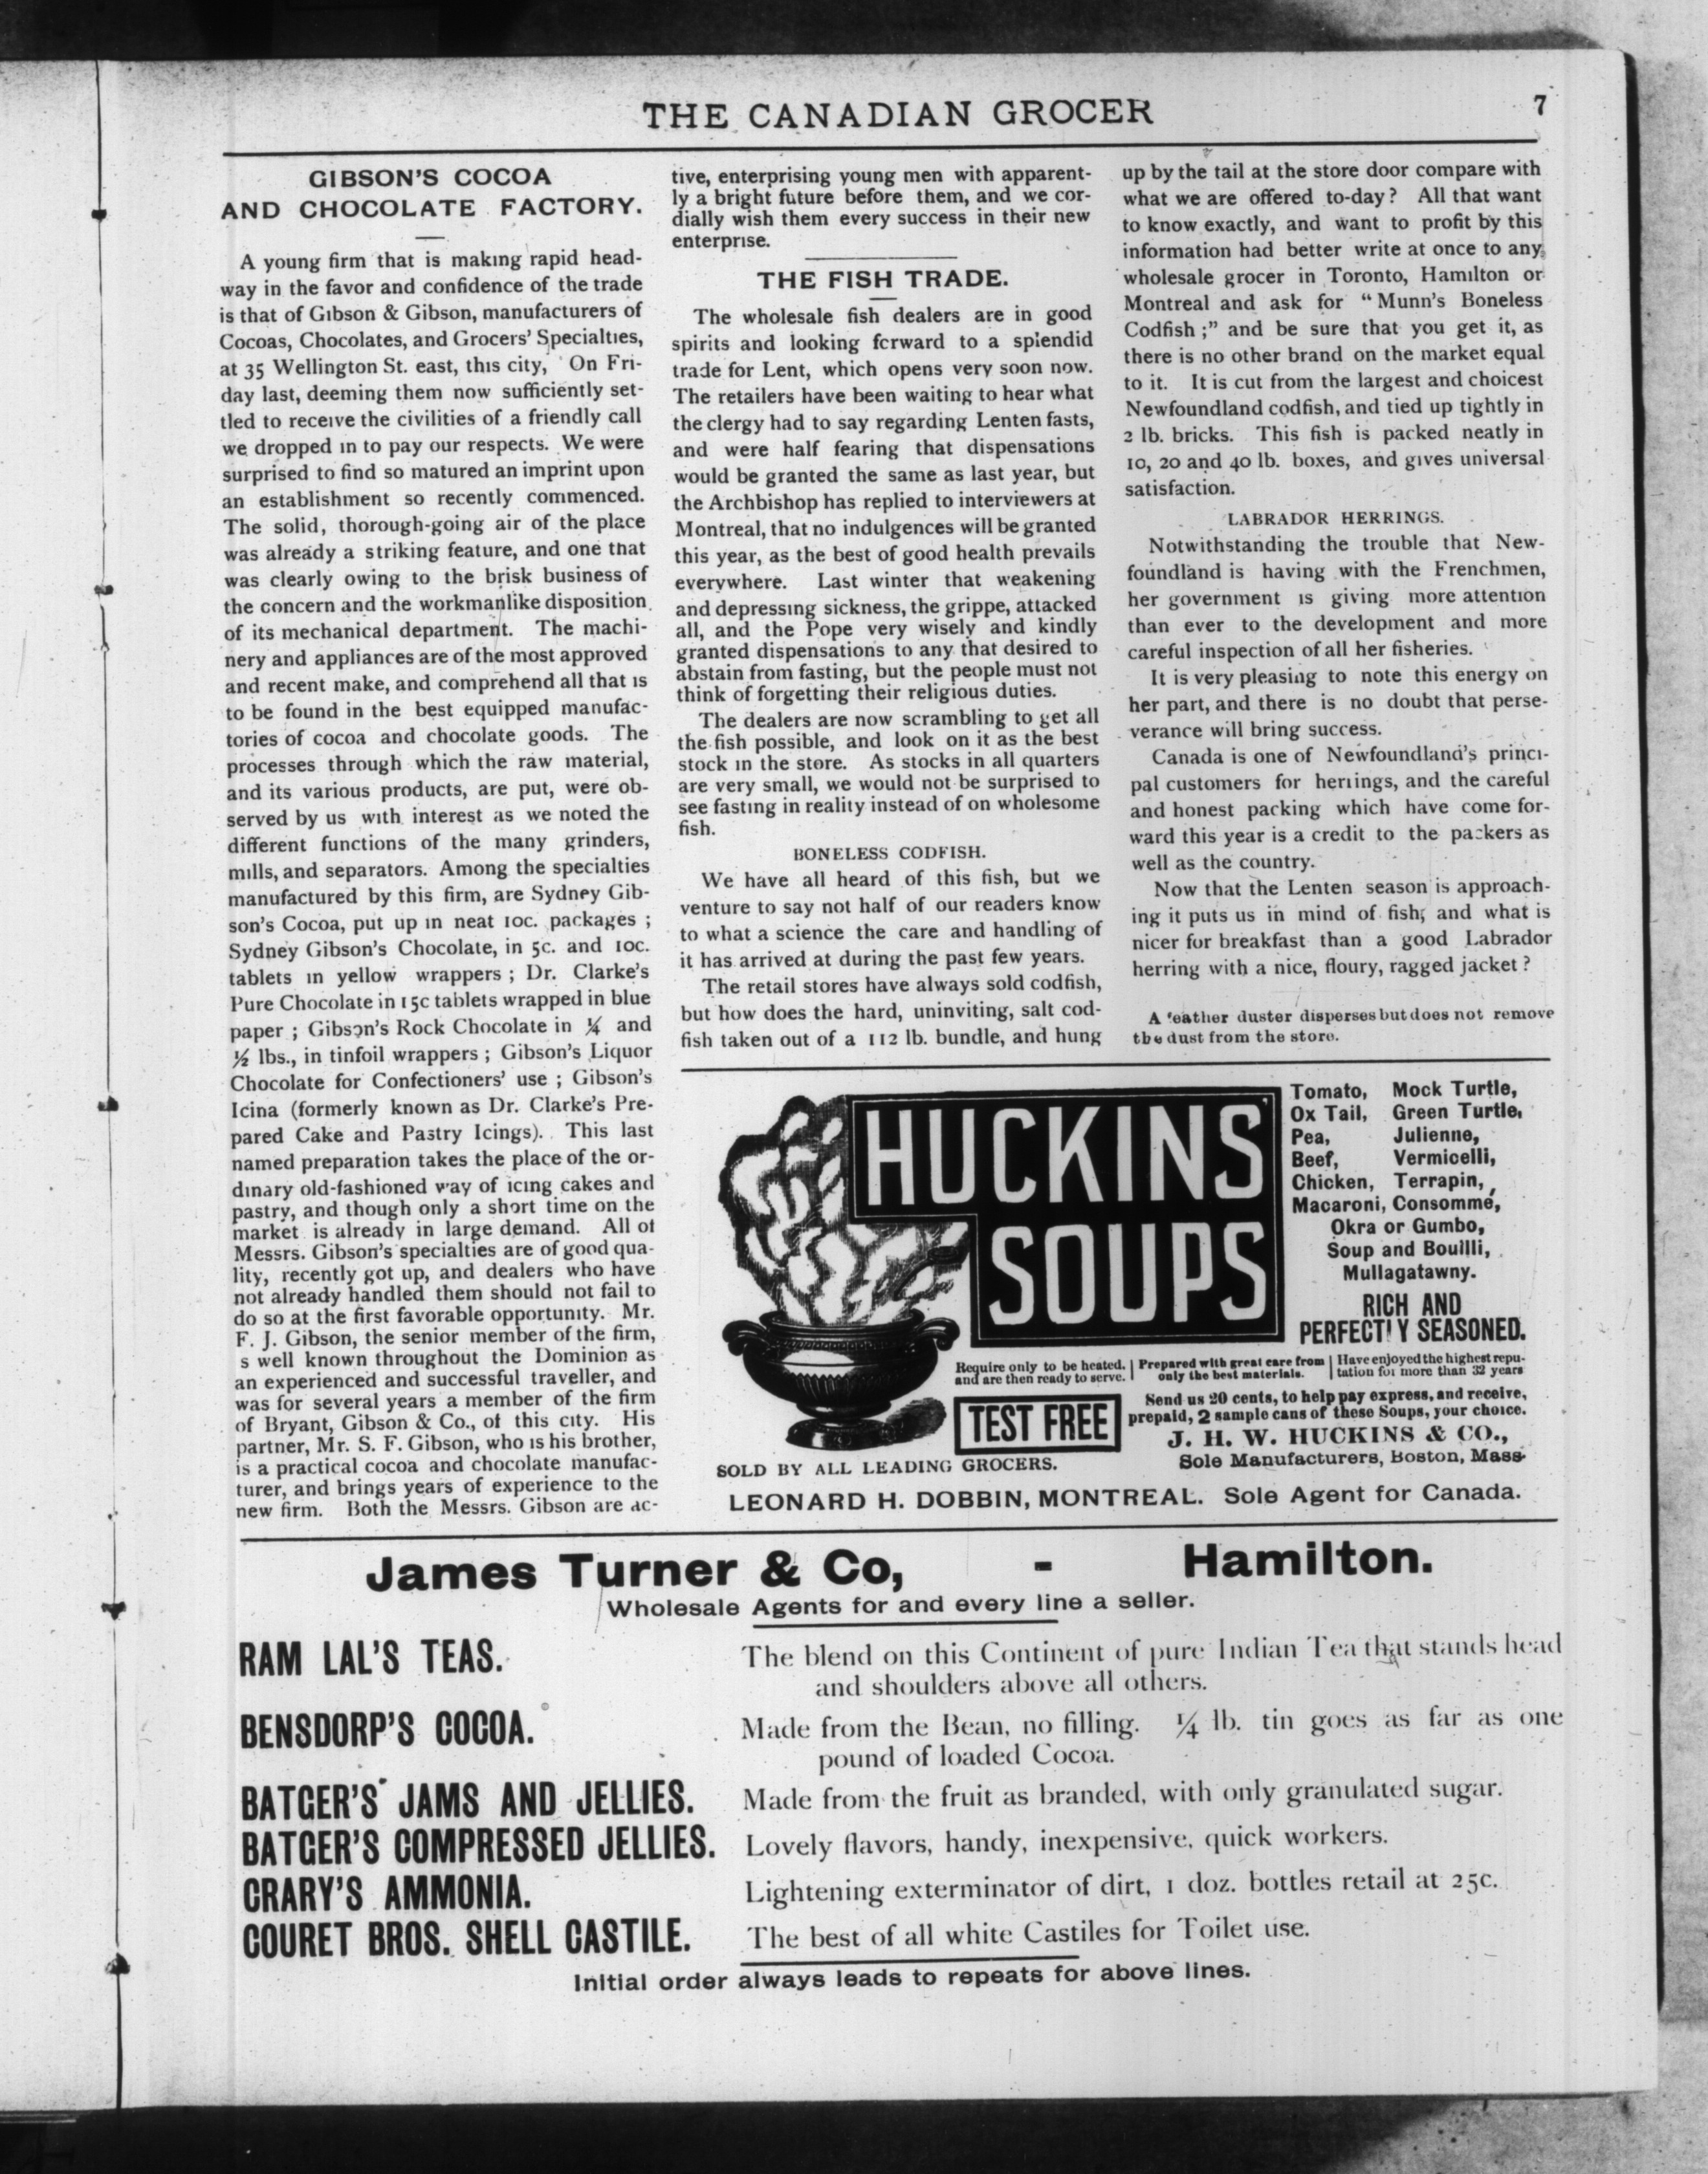 THE CANADIAN GROCER
7
GIBSON'S COCOA
AND CHOCOLATE FACTORY.
A young firm that is making rapid head-
way in the favor and confidence of the trade
is that of Gibson & Gibson, manufacturers of
Cocoas, Chocolates, and Grocers' Specialties,
at 35 Wellington St. east, this city, On Fri-
day last, deeming them now sufficiently set-
tled to receive the civilities of a friendly call
we dropped in to pay our respects. We were
surprised to find so matured an imprint upon
an establishment so recently commenced.
The solid, thorough-going air of the place
was already a striking feature, and one that
was clearly owing to the brisk business of
the concern and the workmanlike disposition
of its mechanical department. The machi-
nery and appliances are of the most approved
and recent make, and comprehend all that is
to be found in the best equipped manufac-
tories of cocoa and chocolate goods. The
processes through which the raw material,
and its various products, are put, were ob-
served by us with interest as we noted the
different functions of the many grinders,
mills, and separators. Among the specialties
manufactured by this firm, are Sydney Gib-
son's Cocoa, put up in neat 10c. packages ;
Sydney Gibson's Chocolate, in 5c. and 10c.
tablets in yellow wrappers ; Dr. Clarke's
Pure Chocolate in 15c tablets wrapped in blue
paper ; Gibson's Rock Chocolate in ¼ and
½ lbs., in tinfoil wrappers ; Gibson's Liquor
Chocolate for Confectioners' use ; Gibson's
Icina (formerly known as Dr. Clarke's Pre-
pared Cake and Pastry Icings). This last
named preparation takes the place of the or-
dinary old-fashioned way of icing cakes and
pastry, and though only a short time on the
market is already in large demand. All of
Messrs. Gibson's specialties are of good qua-
lity, recently got up, and dealers who have
not already handled them should not fail to
do so at the first favorable opportunity. Mr.
F. J. Gibson, the senior member of the firm,
s well known throughout the Dominion as
an experienced and successful traveller, and
was for several years a member of the firm
of Bryant, Gibson & Co., of this city. His
partner, Mr. S. F. Gibson, who is his brother,
is a practical cocoa and chocolate manufac-
turer, and brings years of experience to the
new firm. Both the Messrs. Gibson are ac-
tive, enterprising young men with apparent-
ly a bright future before them, and we cor-
dially wish them every success in their new
enterprise.
THE FISH TRADE.
The wholesale fish dealers are in good
spirits and looking forward to a splendid
trade for Lent, which opens very soon now.
The retailers have been waiting to hear what
the clergy had to say regarding Lenten fasts,
and were half fearing that dispensations
would be granted the same as last year, but
the Archbishop has replied to interviewers at
Montreal, that no indulgences will be granted
this year, as the best of good health prevails
everywhere. Last winter that weakening
and depressing sickness, the grippe, attacked
all, and the Pope very wisely and kindly
granted dispensations to any that desired to
abstain from fasting, but the people must not
think of forgetting their religious duties.
The dealers are now scrambling to get all
the fish possible, and look on it as the best
stock in the store. As stocks in all quarters
are very small, we would not be surprised to
see fasting in reality instead of on wholesome
fish.
BONELESS CODFISH.
We have all heard of this fish, but we
venture to say not half of our readers know
to what a science the care and handling of
it has arrived at during the past few years.
The retail stores have always sold codfish,
but how does the hard, uninviting, salt cod-
fish taken out of a 112 lb. bundle, and hung
up by the tail at the store door compare with
what we are offered to-day? All that want
to know exactly, and want to profit by this
information had better write at once to any
wholesale grocer in Toronto, Hamilton or
Montreal and ask for "Munn's Boneless
Codfish ;" and be sure that you get it, as
there is no other brand on the market equal
to it. It is cut from the largest and choicest
Newfoundland codfish, and tied up tightly in
2 lb. bricks. This fish is packed neatly in
10, 20 and 40 lb. boxes, and gives universal
satisfaction.
LABRADOR HERRINGS.
Notwithstanding the trouble that New-
foundland is having with the Frenchmen,
her government is giving more attention
than ever to the development and more
careful inspection of all her fisheries.
It is very pleasing to note this energy on
her part, and there is no doubt that perse-
verance will bring success.
Canada is one of Newfoundland's princi-
pal customers for herrings, and the careful
and honest packing which have come for-
ward this year is a credit to the packers as
well as the country.
Now that the Lenten season is approach-
ing it puts us in mind of fish; and what is
nicer for breakfast than a good Labrador
herring with a nice, floury, ragged jacket?
A feather duster disperses but does not remove
the dust from the store.
HUCKINS
SOUPS
Tomato, Mock Turtle,
Ox Tail, Green Turtle,
Pea, Julienne,
Beef, Vermicelli,
Chicken, Terrapin,
Macaroni, Consommé,
Okra or Gumbo,
Soup and Bouilli,
Mullagatawny.
RICH AND
PERFECTLY SEASONED.
Require only to be heated,
and are then ready to serve.
Prepared with great care from
only the best materials.
Have enjoyed the highest repu-
tation for more than 32 years
TEST FREE
Send us 20 cents, to help pay express, and receive,
prepaid, 2 sample cans of these Soups, your choice.
J. H. W. HUCKINS & CO.,
Sole Manufacturers, Boston, Mass.
SOLD BY ALL LEADING GROCERS.
LEONARD H. DOBBIN, MONTREAL. Sole Agent for Canada.
James Turner & Co, - Hamilton.
Wholesale Agents for and every line a seller.
RAM LAL'S TEAS. The blend on this Continent of pure Indian Tea that stands head
and shoulders above all others.
BENSDORP'S COCOA. Made from the Bean, no filling. ¼ lb. tin goes as far as one
pound of loaded Cocoa.
BATGER'S JAMS AND JELLIES. Made from the fruit as branded, with only granulated sugar.
BATGER'S COMPRESSED JELLIES. Lovely flavors, handy, inexpensive, quick workers.
CRARY'S AMMONIA. Lightening exterminator of dirt, 1 doz. bottles retail at 25c.
COURET BROS. SHELL CASTILE. The best of all white Castiles for Toilet use.
Initial order always leads to repeats for above lines.